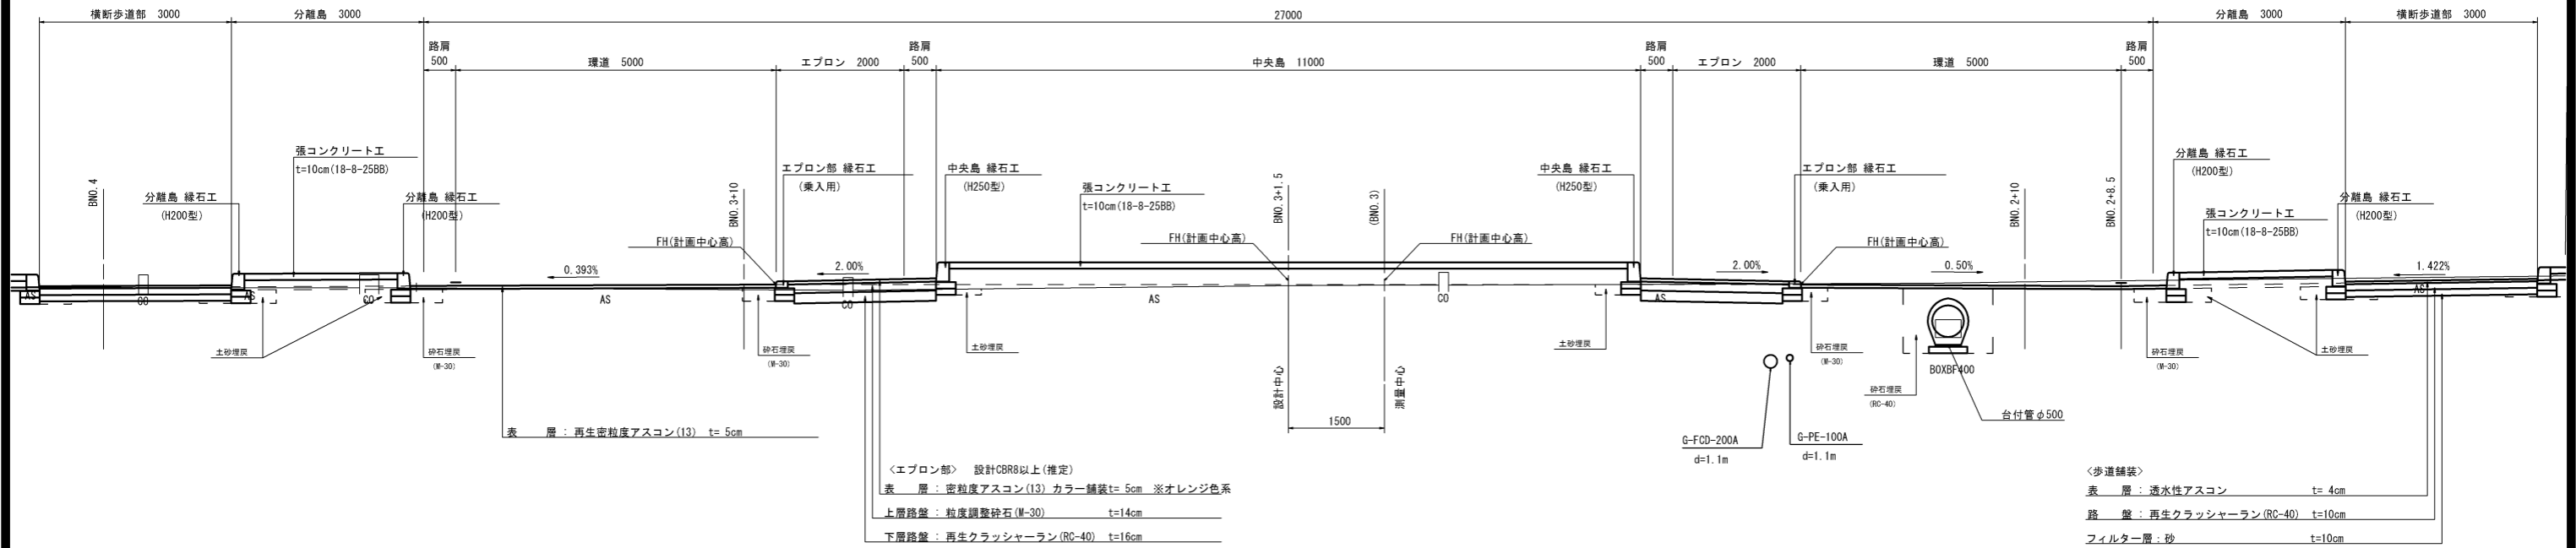 横断歩道部 3000
分離島 3000
27000
分離島 3000
横断歩道部 3000
路肩
500
環道 5000
エプロン 2000
路肩
500
中央島 11000
路肩
500
エプロン 2000
環道 5000
路肩
500
BNO.4
分離島 縁石工
(H200型)
張コンクリート工
t=10cm(18-8-25BB)
分離島 縁石工
(H200型)
BNO.3+10
FH(計画中心高)
エプロン部 縁石工
(乗入用)
中央島 縁石工
(H250型)
張コンクリート工
t=10cm(18-8-25BB)
FH(計画中心高)
BNO.3+1.5
(BNO.3)
FH(計画中心高)
中央島 縁石工
(H250型)
エプロン部 縁石工
(乗入用)
FH(計画中心高)
BNO.2+10
BNO.2+8.5
分離島 縁石工
(H200型)
張コンクリート工
t=10cm(18-8-25BB)
分離島 縁石工
(H200型)
0.393%
2.00%
2.00%
0.50%
1.422%
AS
CO
AS
CO
AS
CO
AS
CO
AS
AS
土砂埋戻
砕石埋戻
(M-30)
砕石埋戻
(M-30)
土砂埋戻
土砂埋戻
砕石埋戻
(M-30)
砕石埋戻
(RC-40)
BOXBF400
台付管φ500
砕石埋戻
(M-30)
土砂埋戻
設計中心
測量中心
1500
G-FCD-200A
d=1.1m
G-PE-100A
d=1.1m
表 層 : 再生密粒度アスコン(13) t= 5cm
〈エプロン部〉 設計CBR8以上(推定)
表 層 : 密粒度アスコン(13) カラー舗装t= 5cm ※オレンジ色系
上層路盤 : 粒度調整砕石(M-30) t=14cm
下層路盤 : 再生クラッシャーラン(RC-40) t=16cm
〈歩道舗装〉
表 層 : 透水性アスコン t= 4cm
路 盤 : 再生クラッシャーラン(RC-40) t=10cm
フィルター層 : 砂 t=10cm